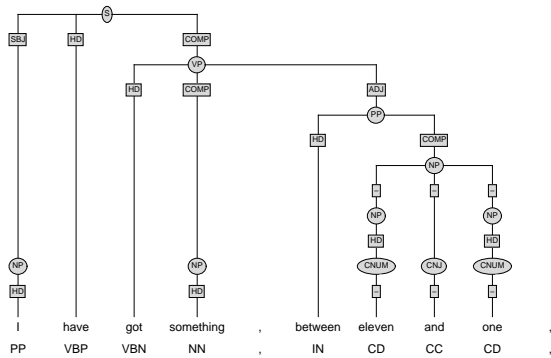 S
SBJ HD COMP
VP
HD COMP ADJ
PP
HD COMP
NP
– – –
NP NP
HD HD
NP NP CNUM CNJ CNUM
HD HD – – –
I have got something , between eleven and one ,
PP VBP VBN NN , IN CD CC CD ,